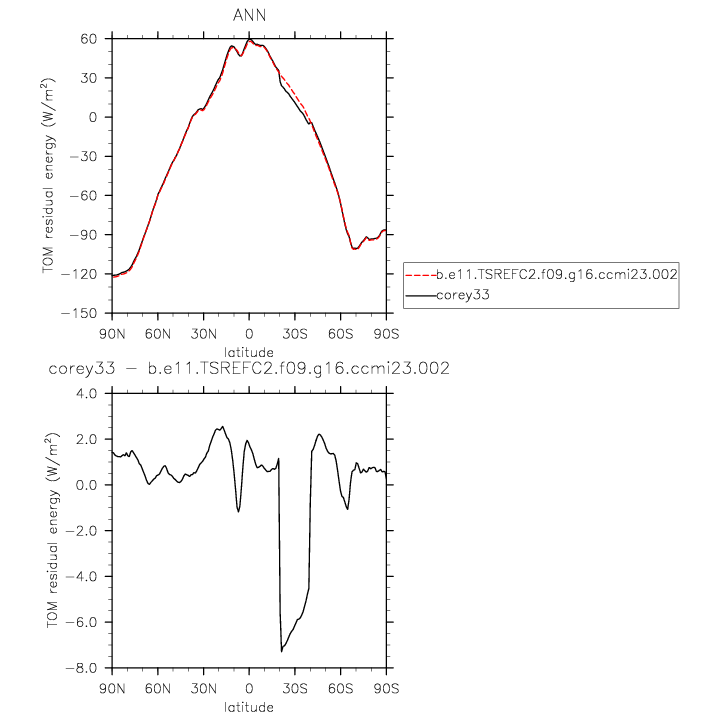 ANN
TOM residual energy (W/m²)
60
30
0
−30
−60
−90
−120
−150
90N 60N 30N 0 30S 60S 90S
latitude
b.e11.TSREFC2.f09.g16.ccmi23.002
corey33
corey33 − b.e11.TSREFC2.f09.g16.ccmi23.002
TOM residual energy (W/m²)
4.0
2.0
0.0
−2.0
−4.0
−6.0
−8.0
90N 60N 30N 0 30S 60S 90S
latitude